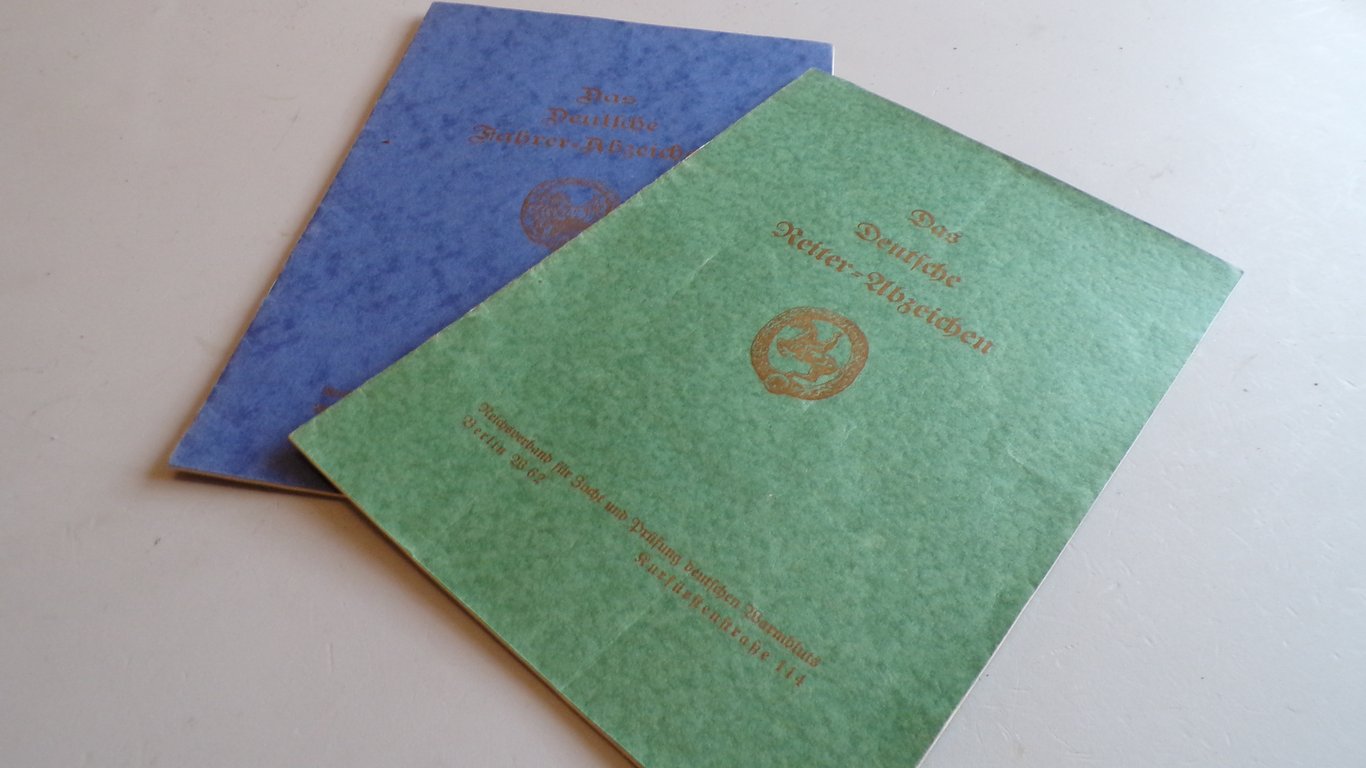 Das
Deutsche
Fahrer-Abzeich
Das
Deutsche
Reiter-Abzeichen
Reichsverband für Zucht und Prüfung deutschen Warmbluts
Berlin W 62 Kurfürstenstraße 114